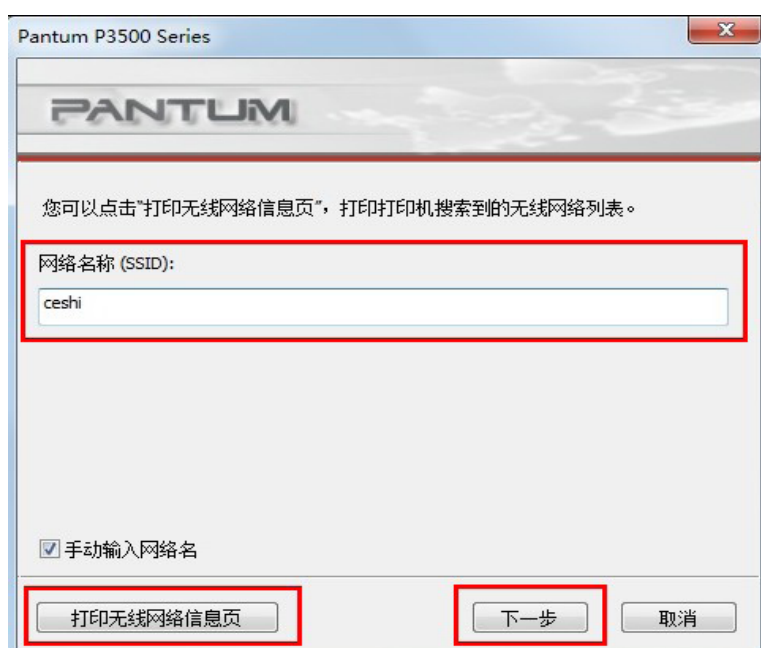 Pantum P3500 Series
PANTUM
您可以点击"打印无线网络信息页"，打印打印机搜索到的无线网络列表。
网络名称 (SSID):
ceshi
手动输入网络名
打印无线网络信息页
下一步
取消